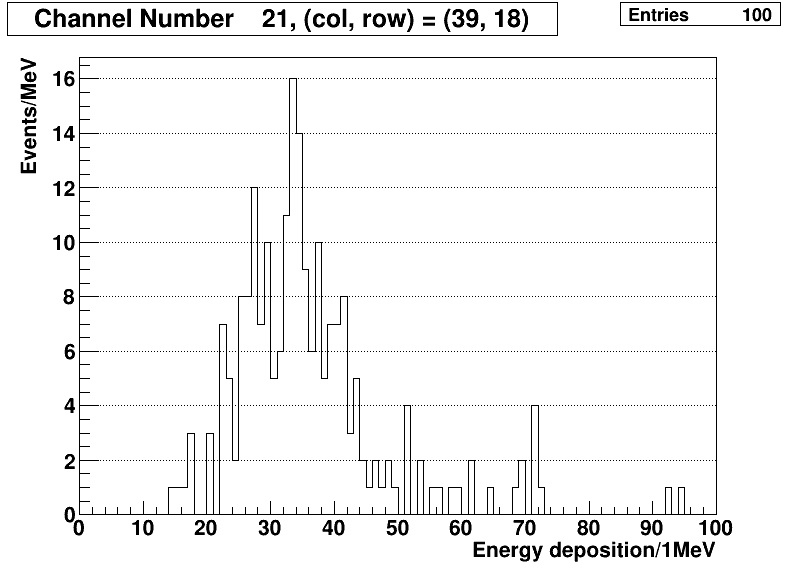 Channel Number 21, (col, row) = (39, 18)
Entries 100
Events/MeV
16
14
12
10
8
6
4
2
0
0 10 20 30 40 50 60 70 80 90 100
Energy deposition/1MeV